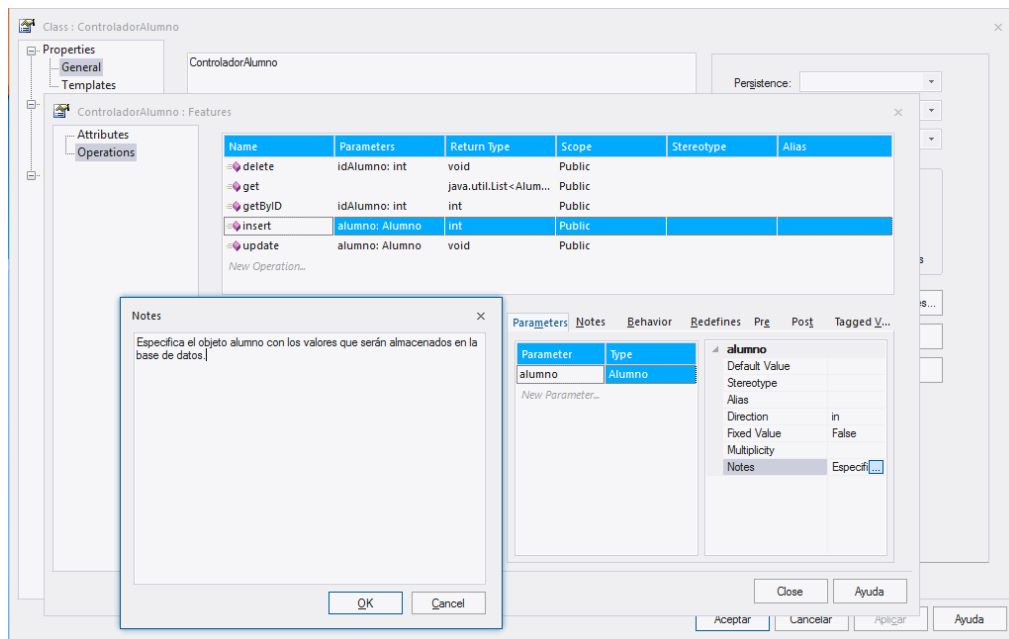 Class : ControladorAlumno
Properties
General
Templates
ControladorAlumno
Persistence:
ControladorAlumno : Features
Attributes
Operations
Name Parameters Return Type Scope Stereotype Alias
delete idAlumno: int void Public
get java.util.List<Alum... Public
getByID idAlumno: int int Public
insert alumno: Alumno int Public
update alumno: Alumno void Public
New Operation...
Notes
Especifica el objeto alumno con los valores que serán almacenados en la
base de datos.
OK Cancel
Parameters Notes Behavior Redefines Pre Post Tagged V...
Parameter Type
alumno Alumno
New Parameter...
alumno
Default Value
Stereotype
Alias
Direction in
Fixed Value False
Multiplicity
Notes Especifi ...
Close Ayuda
Aceptar Cancelar Aplicar Ayuda